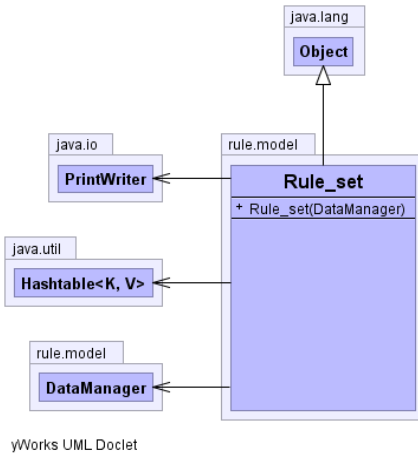 java.lang
Object
java.io
PrintWriter
rule.model
Rule_set
+ Rule_set(DataManager)
java.util
Hashtable<K, V>
rule.model
DataManager
yWorks UML Doclet